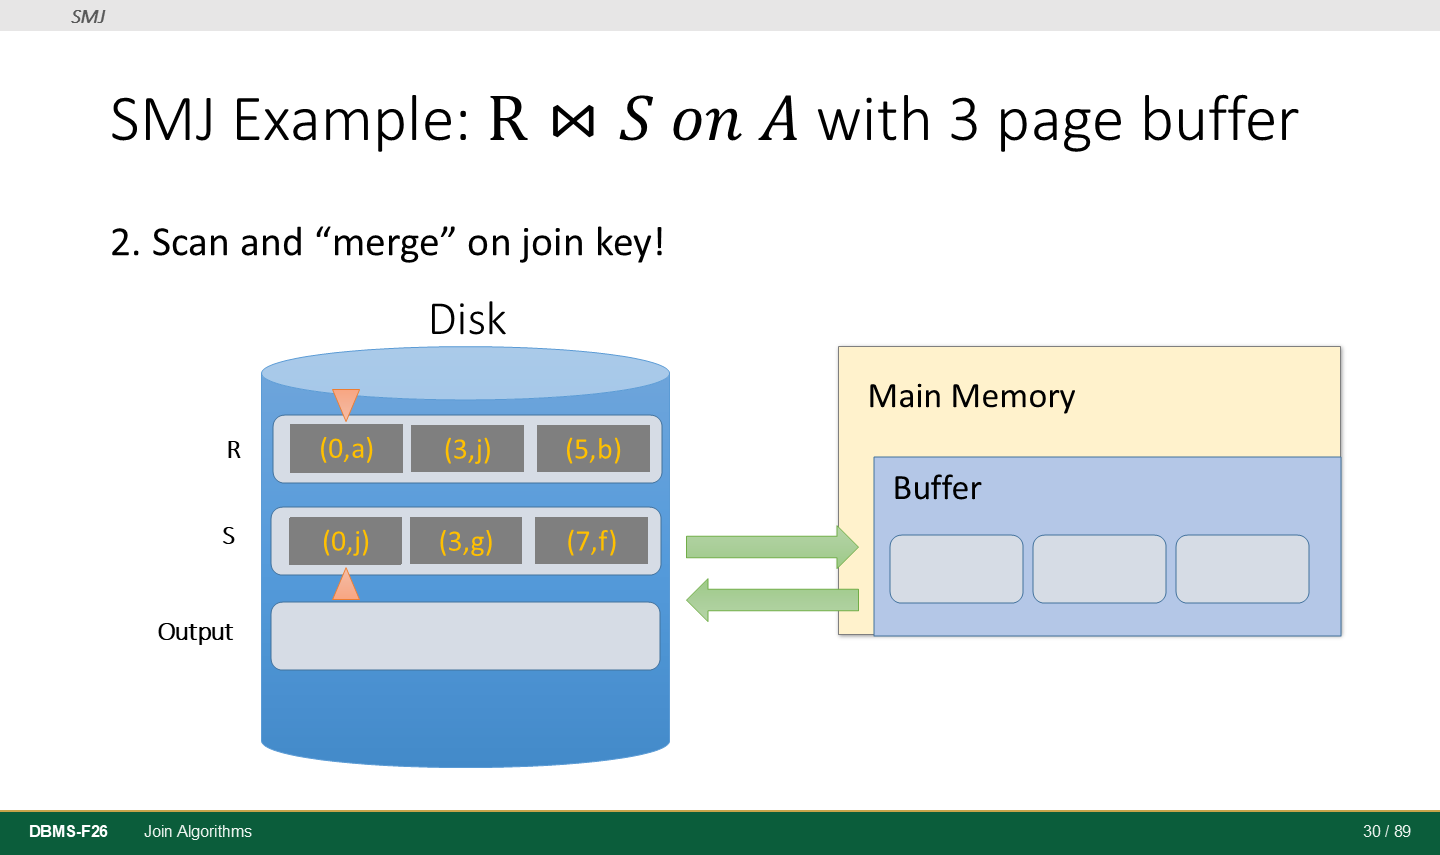 SMJ
SMJ Example: R ⋈ S on A with 3 page buffer
2. Scan and “merge” on join key!
Disk
Main Memory
R (0,a) (3,j) (5,b)
Buffer
S (0,j) (3,g) (7,f)
Output
DBMS-F26 Join Algorithms 30 / 89